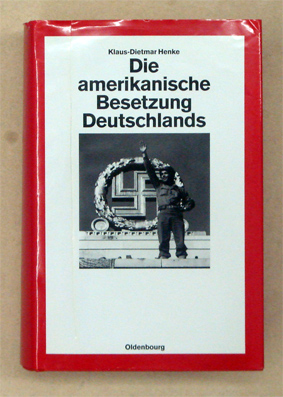 Klaus-Dietmar Henke
Die
amerikanische
Besetzung
Deutschlands
Oldenbourg